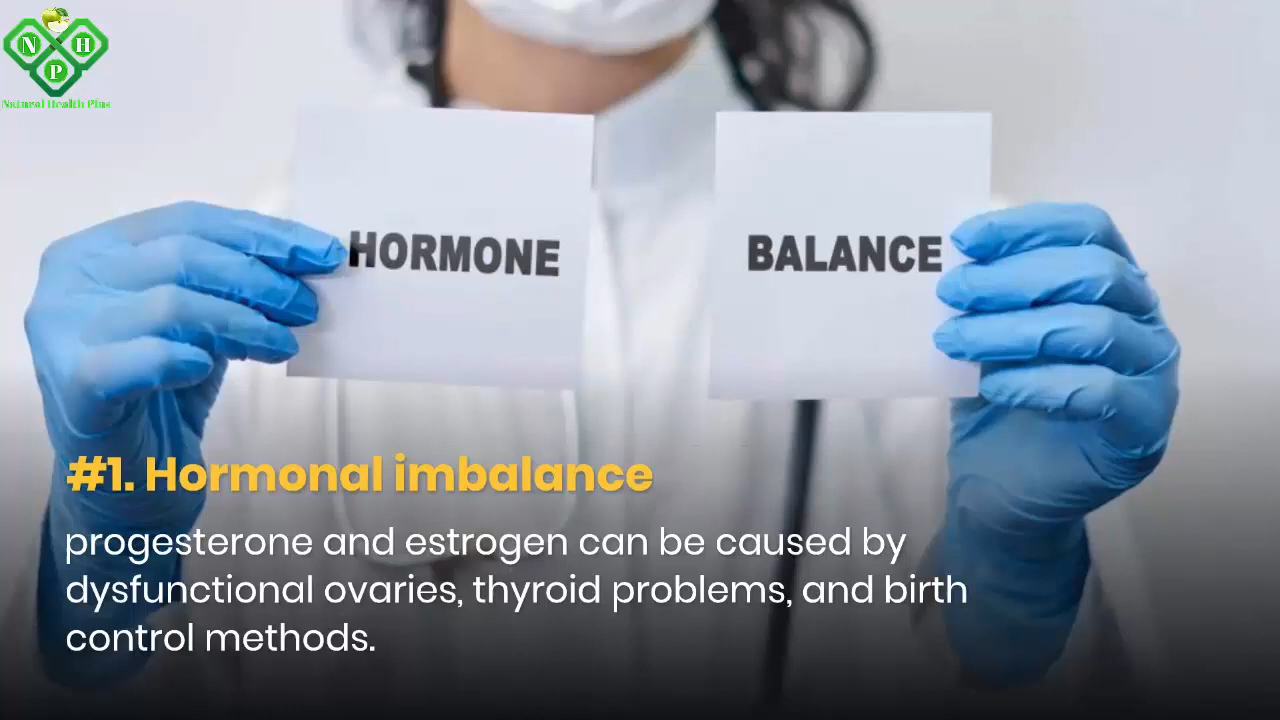 N H
P
Natural Health Plus
HORMONE BALANCE
#1. Hormonal imbalance
progesterone and estrogen can be caused by
dysfunctional ovaries, thyroid problems, and birth
control methods.